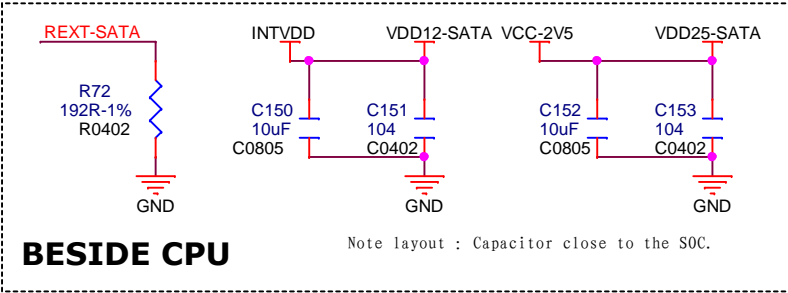 REXT-SATA
R72
192R-1%
R0402
GND
INTVDD
VDD12-SATA
C150
10uF
C0805
C151
104
C0402
GND
VCC-2V5
VDD25-SATA
C152
10uF
C0805
C153
104
C0402
GND
BESIDE CPU
Note layout : Capacitor close to the SOC.